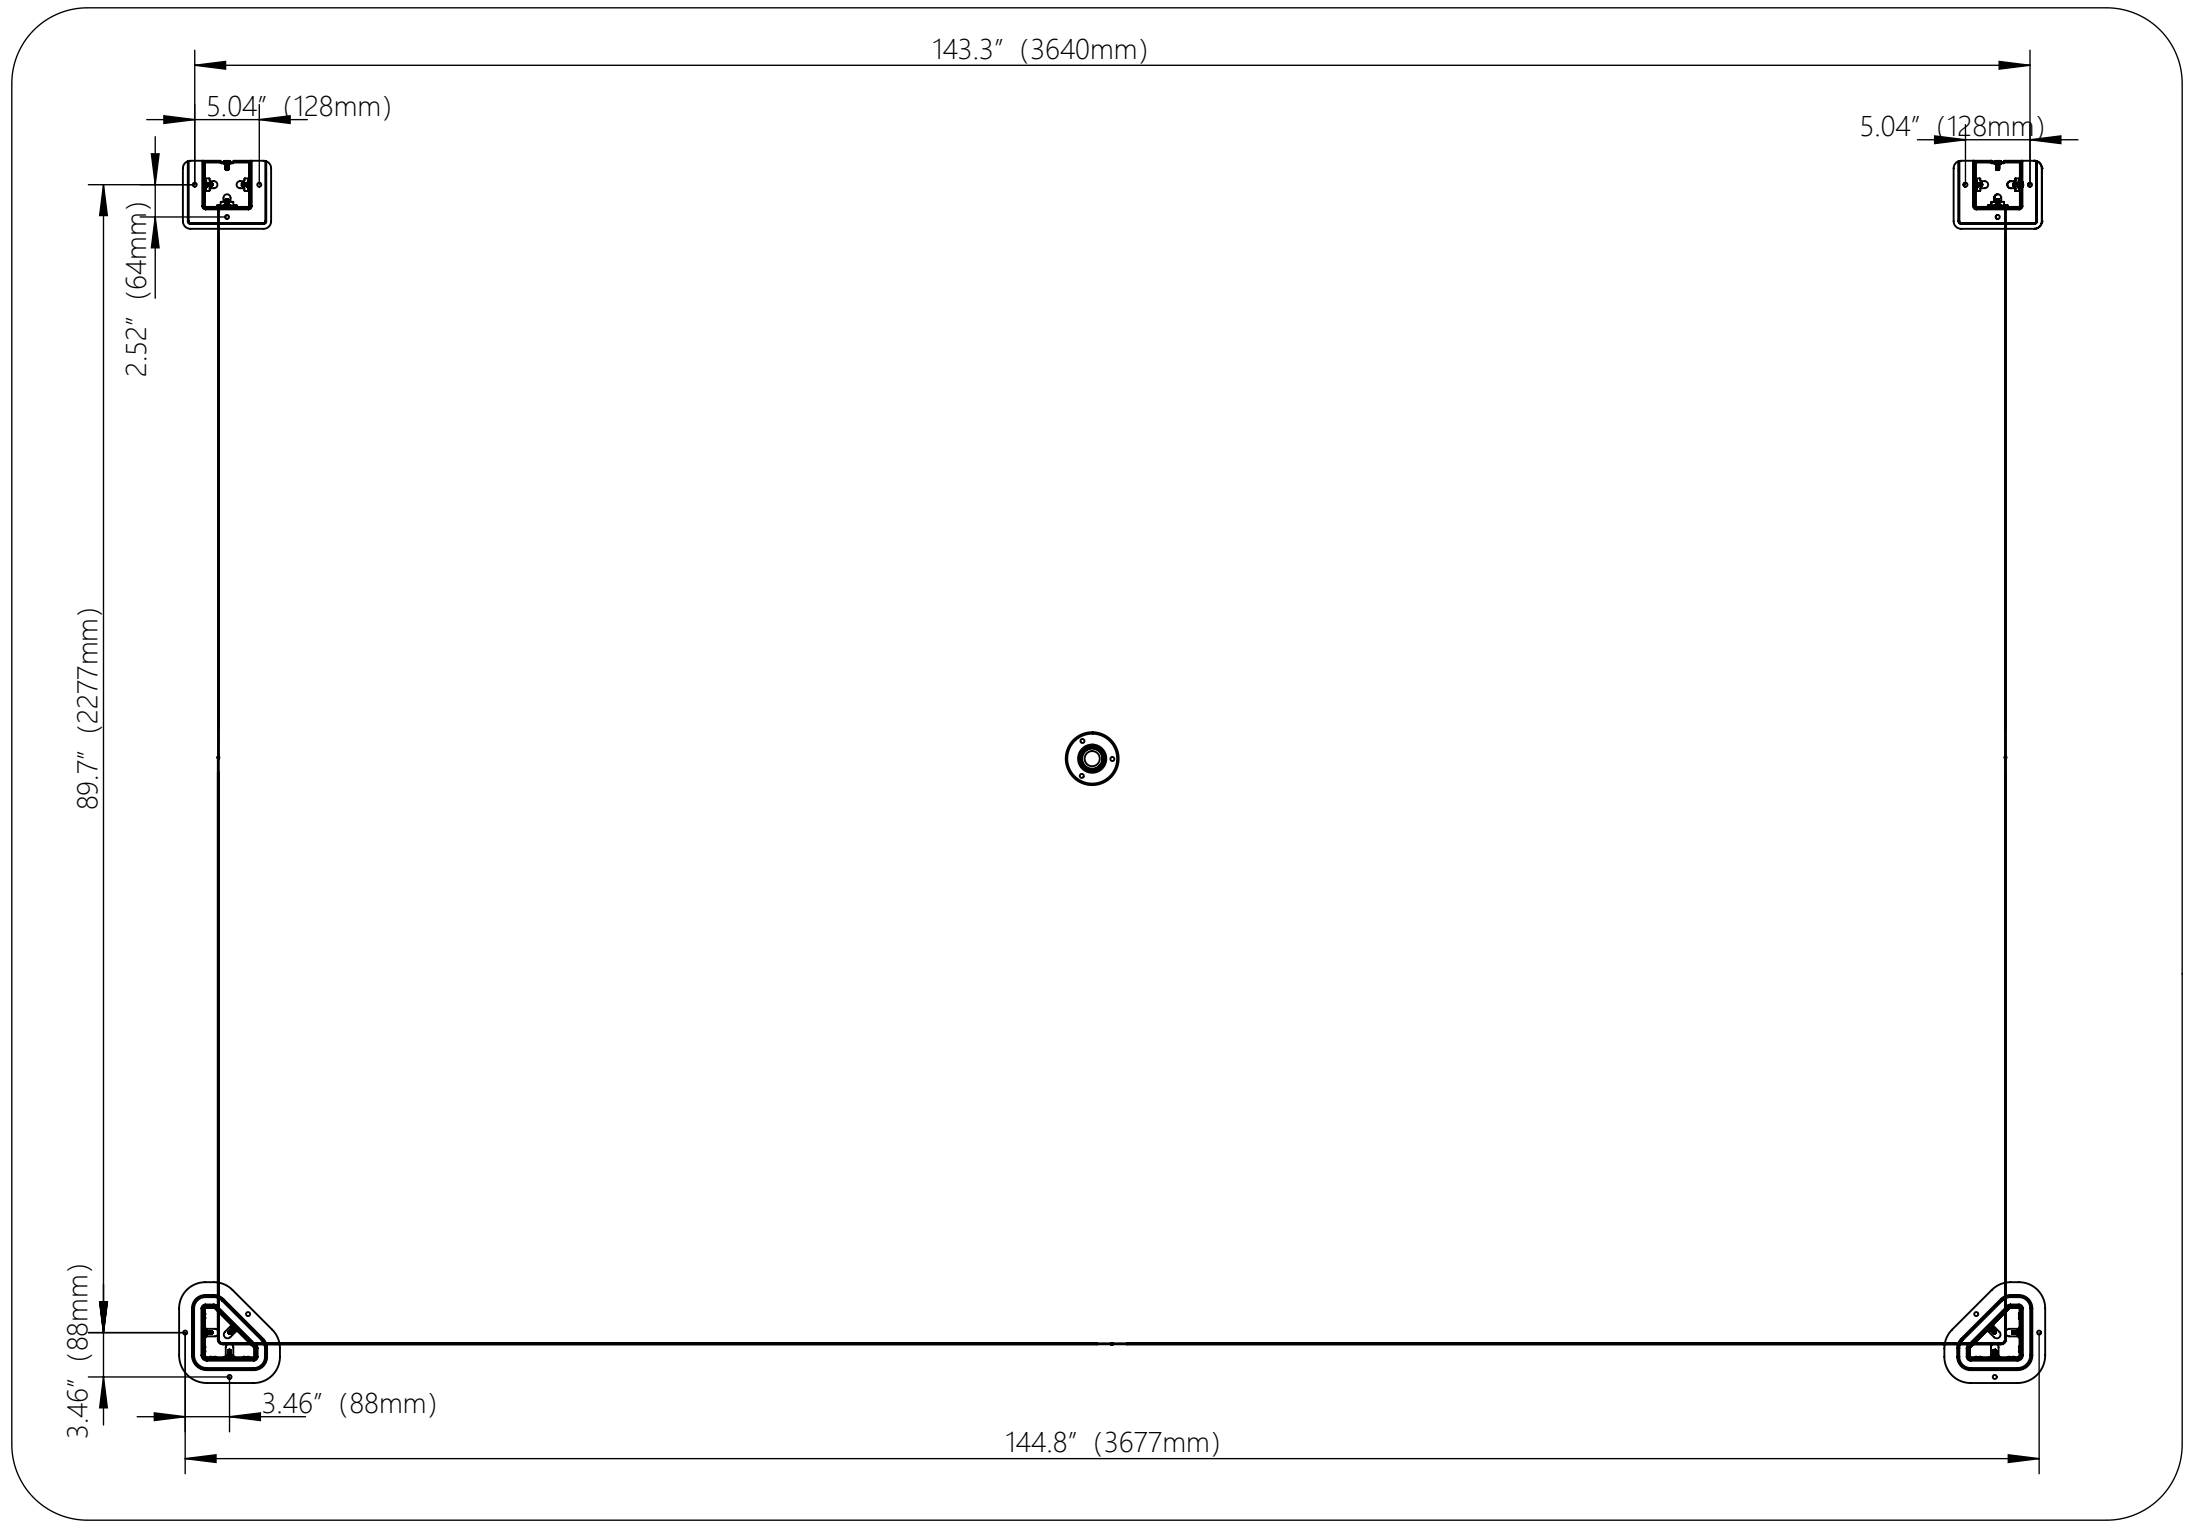 143.3″ (3640mm)
5.04″ (128mm)
5.04″ (128mm)
2.52″ (64mm)
89.7″ (2277mm)
3.46″ (88mm)
3.46″ (88mm)
144.8″ (3677mm)